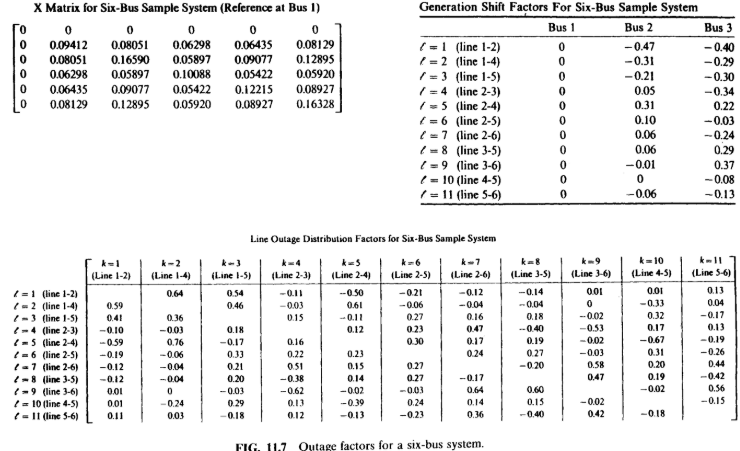 X Matrix for Six-Bus Sample System (Reference at Bus 1)
0 0 0 0 0 0
0 0.09412 0.08051 0.06298 0.06435 0.08129
0 0.08051 0.16590 0.05897 0.09077 0.12895
0 0.06298 0.05897 0.10088 0.05422 0.05920
0 0.06435 0.09077 0.05422 0.12215 0.08927
0 0.08129 0.12895 0.05920 0.08927 0.16328
Generation Shift Factors For Six-Bus Sample System
Bus 1 Bus 2 Bus 3
ℓ = 1 (line 1-2) 0 −0.47 −0.40
ℓ = 2 (line 1-4) 0 −0.31 −0.29
ℓ = 3 (line 1-5) 0 −0.21 −0.30
ℓ = 4 (line 2-3) 0 0.05 −0.34
ℓ = 5 (line 2-4) 0 0.31 0.22
ℓ = 6 (line 2-5) 0 0.10 −0.03
ℓ = 7 (line 2-6) 0 0.06 −0.24
ℓ = 8 (line 3-5) 0 0.06 0.29
ℓ = 9 (line 3-6) 0 −0.01 0.37
ℓ = 10 (line 4-5) 0 0 −0.08
ℓ = 11 (line 5-6) 0 −0.06 −0.13
Line Outage Distribution Factors for Six-Bus Sample System
k = 1 k = 2 k = 3 k = 4 k = 5 k = 6 k = 7 k = 8 k = 9 k = 10 k = 11
(Line 1-2) (Line 1-4) (Line 1-5) (Line 2-3) (Line 2-4) (Line 2-5) (Line 2-6) (Line 3-5) (Line 3-6) (Line 4-5) (Line 5-6)
ℓ = 1 (line 1-2) 0.64 0.54 −0.11 −0.50 −0.21 −0.12 −0.14 0.01 0.01 0.13
ℓ = 2 (line 1-4) 0.59 0.46 −0.03 0.61 −0.06 −0.04 −0.04 0 −0.33 0.04
ℓ = 3 (line 1-5) 0.41 0.36 0.15 −0.11 0.27 0.16 0.18 −0.02 0.32 −0.17
ℓ = 4 (line 2-3) −0.10 −0.03 0.18 0.12 0.23 0.47 −0.40 −0.53 0.17 0.13
ℓ = 5 (line 2-4) −0.59 0.76 −0.17 0.16 0.30 0.17 0.19 −0.02 −0.67 −0.19
ℓ = 6 (line 2-5) −0.19 −0.06 0.33 0.22 0.23 0.24 0.27 −0.03 0.31 −0.26
ℓ = 7 (line 2-6) −0.12 −0.04 0.21 0.51 0.15 0.27 −0.20 0.58 0.20 0.44
ℓ = 8 (line 3-5) −0.12 −0.04 0.20 −0.38 0.14 0.27 −0.17 0.47 0.19 −0.42
ℓ = 9 (line 3-6) 0.01 0 −0.03 −0.62 −0.02 −0.03 0.64 0.60 −0.02 0.56
ℓ = 10 (line 4-5) 0.01 −0.24 0.29 0.13 −0.39 0.24 0.14 0.15 −0.02 −0.15
ℓ = 11 (line 5-6) 0.11 0.03 −0.18 0.12 −0.13 −0.23 0.36 −0.40 0.42 −0.18
FIG. 11.7 Outage factors for a six-bus system.